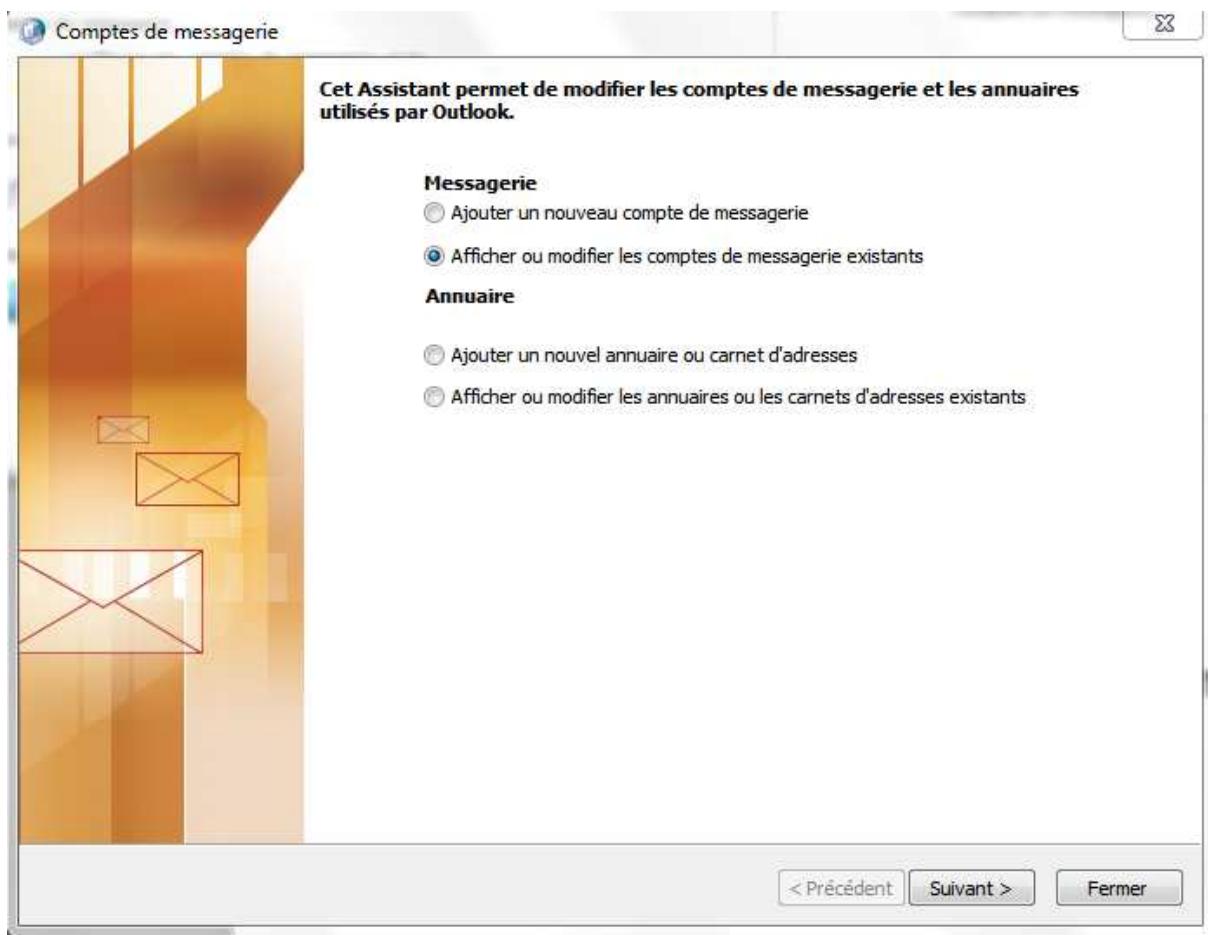 Comptes de messagerie
Cet Assistant permet de modifier les comptes de messagerie et les annuaires
utilisés par Outlook.
Messagerie
Ajouter un nouveau compte de messagerie
Afficher ou modifier les comptes de messagerie existants
Annuaire
Ajouter un nouvel annuaire ou carnet d'adresses
Afficher ou modifier les annuaires ou les carnets d'adresses existants
< Précédent Suivant > Fermer